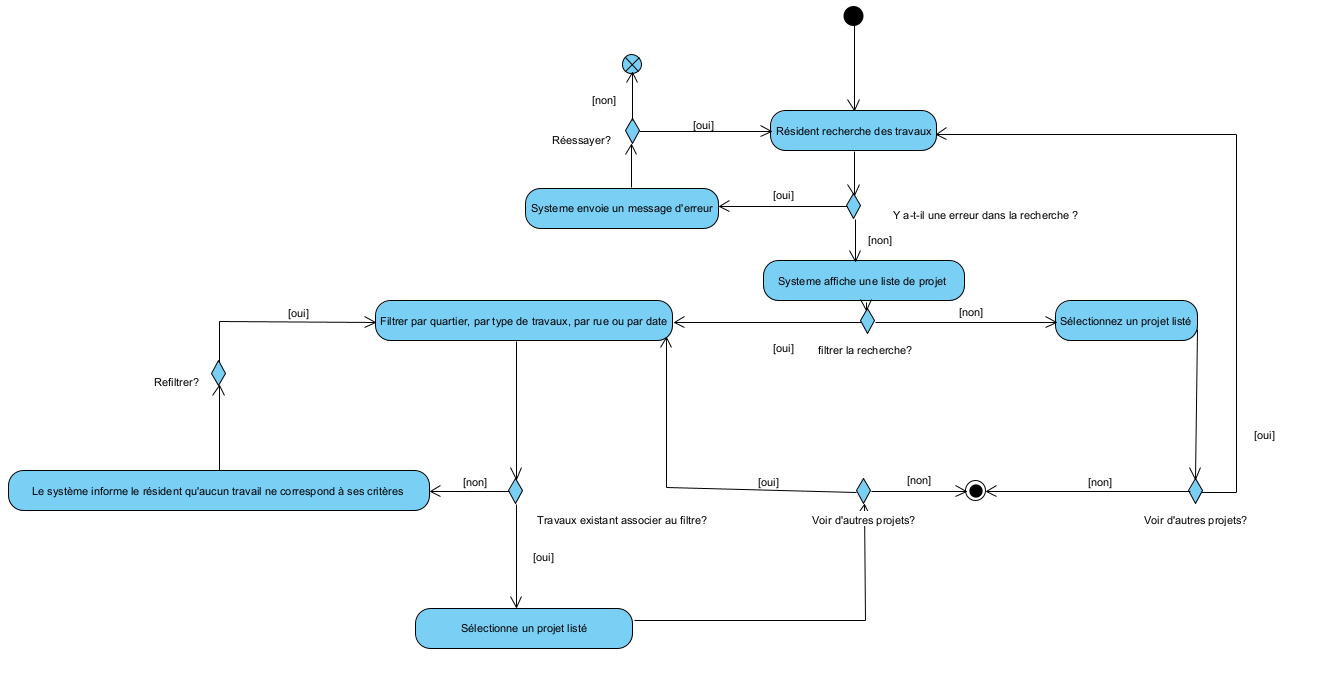 [non]
Réessayer?
[oui]
Résident recherche des travaux
Systeme envoie un message d'erreur
[oui]
Y a-t-il une erreur dans la recherche ?
[non]
Systeme affiche une liste de projet
[oui]
Filtrer par quartier, par type de travaux, par rue ou par date
[non]
Sélectionnez un projet listé
[oui]
filtrer la recherche?
Refiltrer?
[oui]
Le système informe le résident qu'aucun travail ne correspond à ses critères
[non]
[oui]
[non]
[non]
Travaux existant associer au filtre?
Voir d'autres projets?
Voir d'autres projets?
[oui]
Sélectionne un projet listé